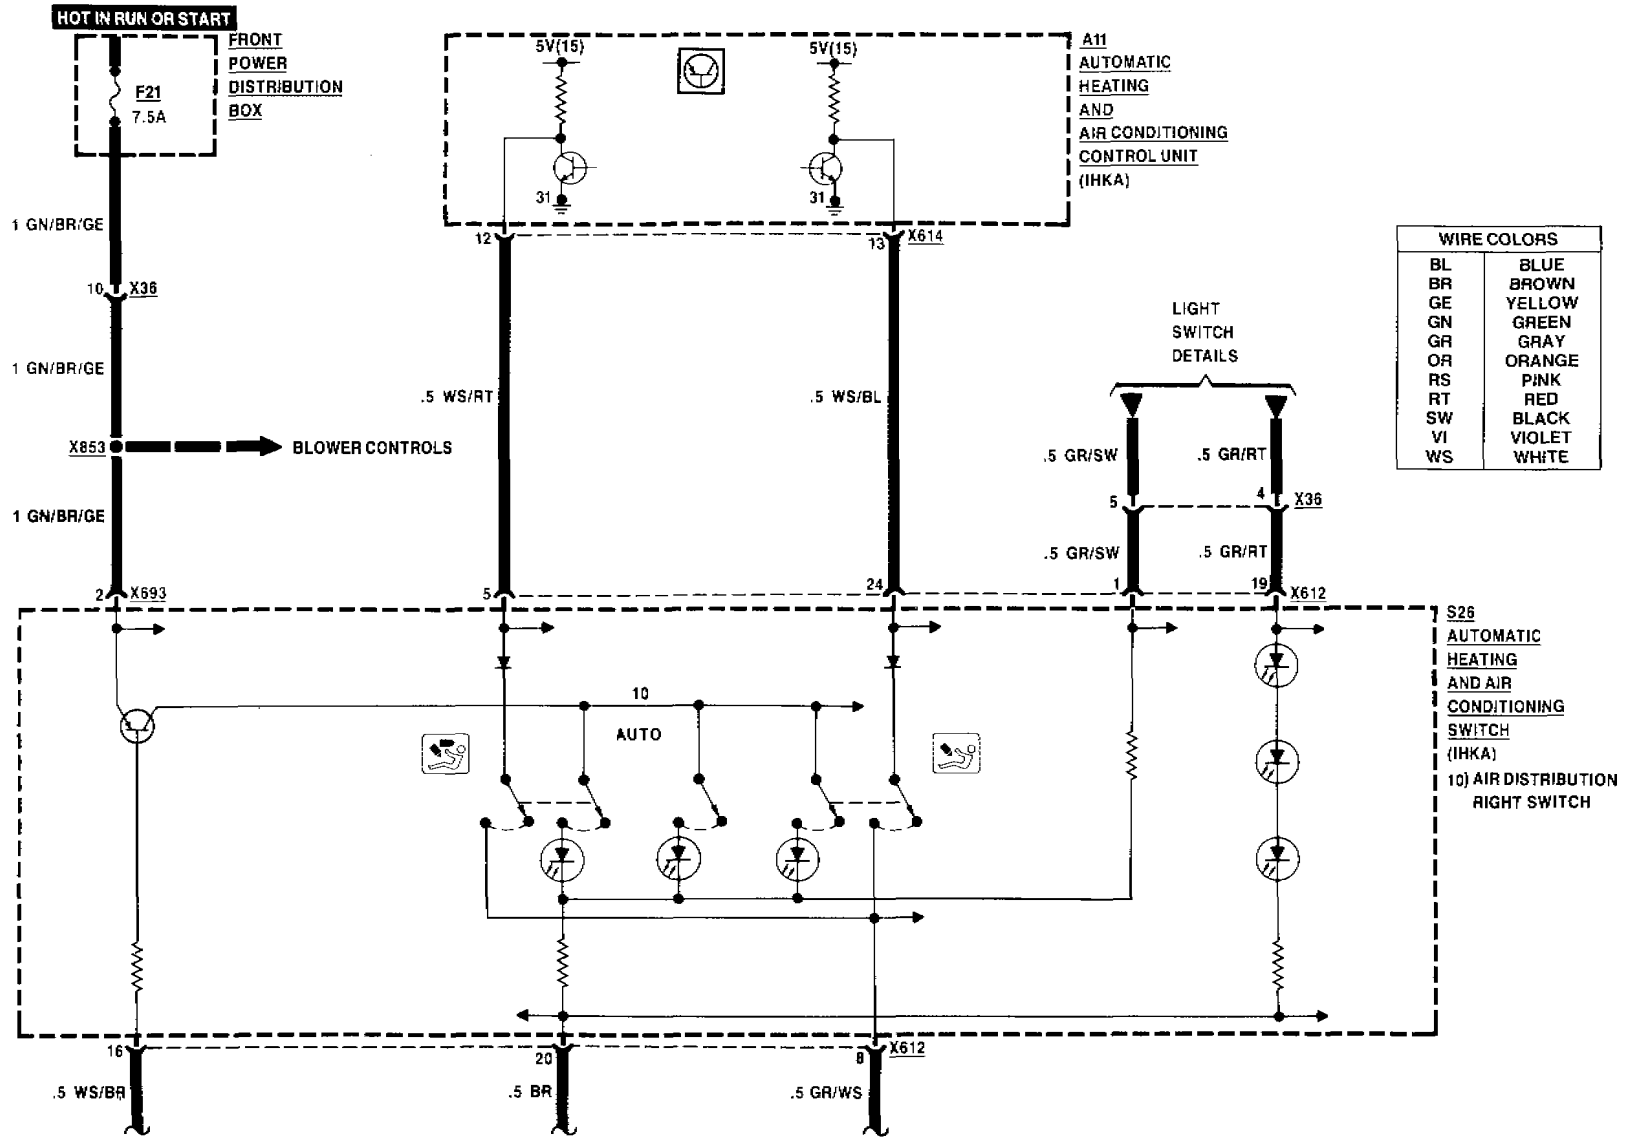 HOT IN RUN OR START
FRONT
POWER
DISTRIBUTION
BOX
F21
7.5A
5V(15)
5V(15)
31
31
A11
AUTOMATIC
HEATING
AND
AIR CONDITIONING
CONTROL UNIT
(IHKA)
1 GN/BR/GE
12
13
X614
10
X36
WIRE COLORS
BL BLUE
BR BROWN
GE YELLOW
GN GREEN
GR GRAY
OR ORANGE
RS PINK
RT RED
SW BLACK
VI VIOLET
WS WHITE
LIGHT
SWITCH
DETAILS
1 GN/BR/GE
.5 WS/RT
.5 WS/BL
X853
BLOWER CONTROLS
.5 GR/SW
.5 GR/RT
5
4
X36
1 GN/BR/GE
.5 GR/SW
.5 GR/RT
2
X693
5
24
1
19
X612
S26
AUTOMATIC
HEATING
AND AIR
CONDITIONING
SWITCH
(IHKA)
10) AIR DISTRIBUTION
RIGHT SWITCH
10
AUTO
16
20
8
X612
.5 WS/BR
.5 BR
.5 GR/WS